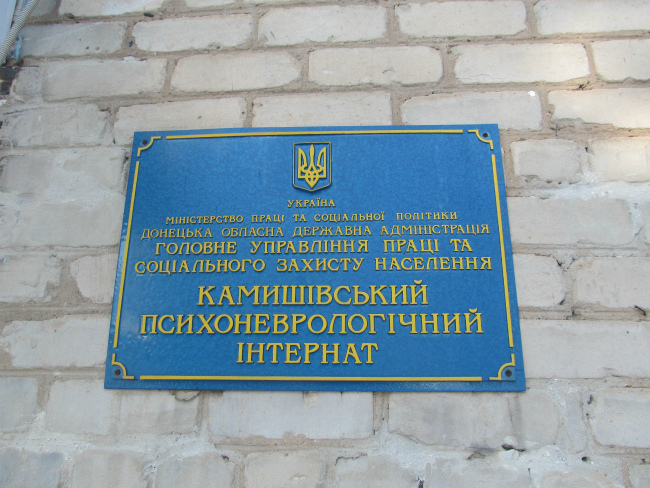 УКРАЇНА
МІНІСТЕРСТВО ПРАЦІ ТА СОЦІАЛЬНОЇ ПОЛІТИКИ
ДОНЕЦЬКА ОБЛАСНА ДЕРЖАВНА АДМІНІСТРАЦІЯ
ГОЛОВНЕ УПРАВЛІННЯ ПРАЦІ ТА
СОЦІАЛЬНОГО ЗАХИСТУ НАСЕЛЕННЯ
КАМИШІВСЬКИЙ
ПСИХОНЕВРОЛОГІЧНИЙ
ІНТЕРНАТ